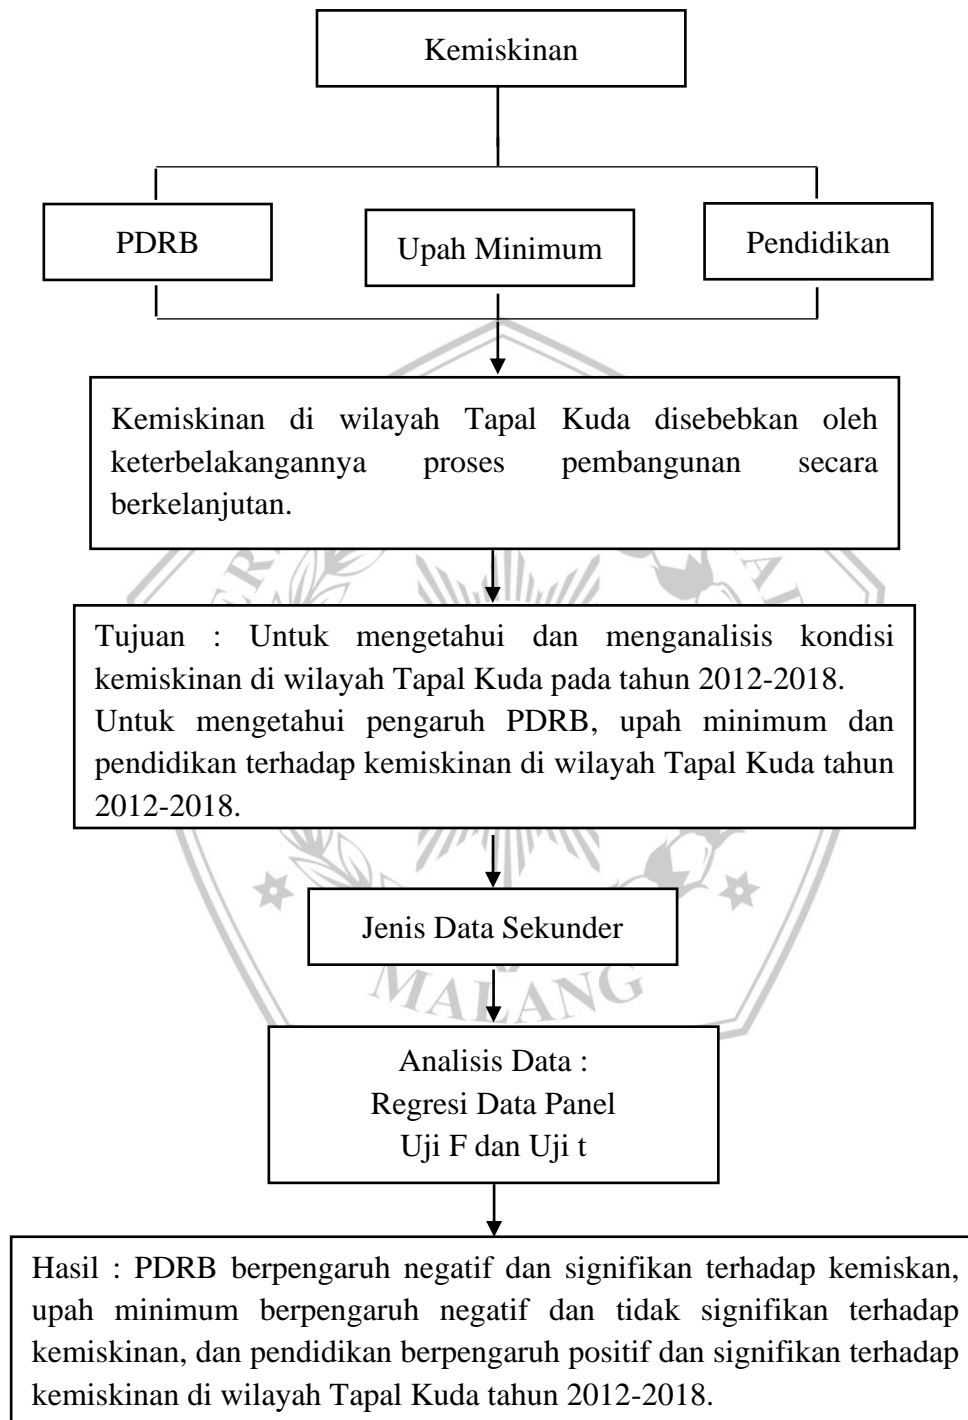 Kemiskinan
PDRB
Upah Minimum
Pendidikan
Kemiskinan di wilayah Tapal Kuda disebebkan oleh
keterbelakangannya proses pembangunan secara
berkelanjutan.
Tujuan : Untuk mengetahui dan menganalisis kondisi
kemiskinan di wilayah Tapal Kuda pada tahun 2012-2018.
Untuk mengetahui pengaruh PDRB, upah minimum dan
pendidikan terhadap kemiskinan di wilayah Tapal Kuda tahun
2012-2018.
Jenis Data Sekunder
MALANG
Analisis Data :
Regresi Data Panel
Uji F dan Uji t
Hasil : PDRB berpengaruh negatif dan signifikan terhadap kemiskan,
upah minimum berpengaruh negatif dan tidak signifikan terhadap
kemiskinan, dan pendidikan berpengaruh positif dan signifikan terhadap
kemiskinan di wilayah Tapal Kuda tahun 2012-2018.